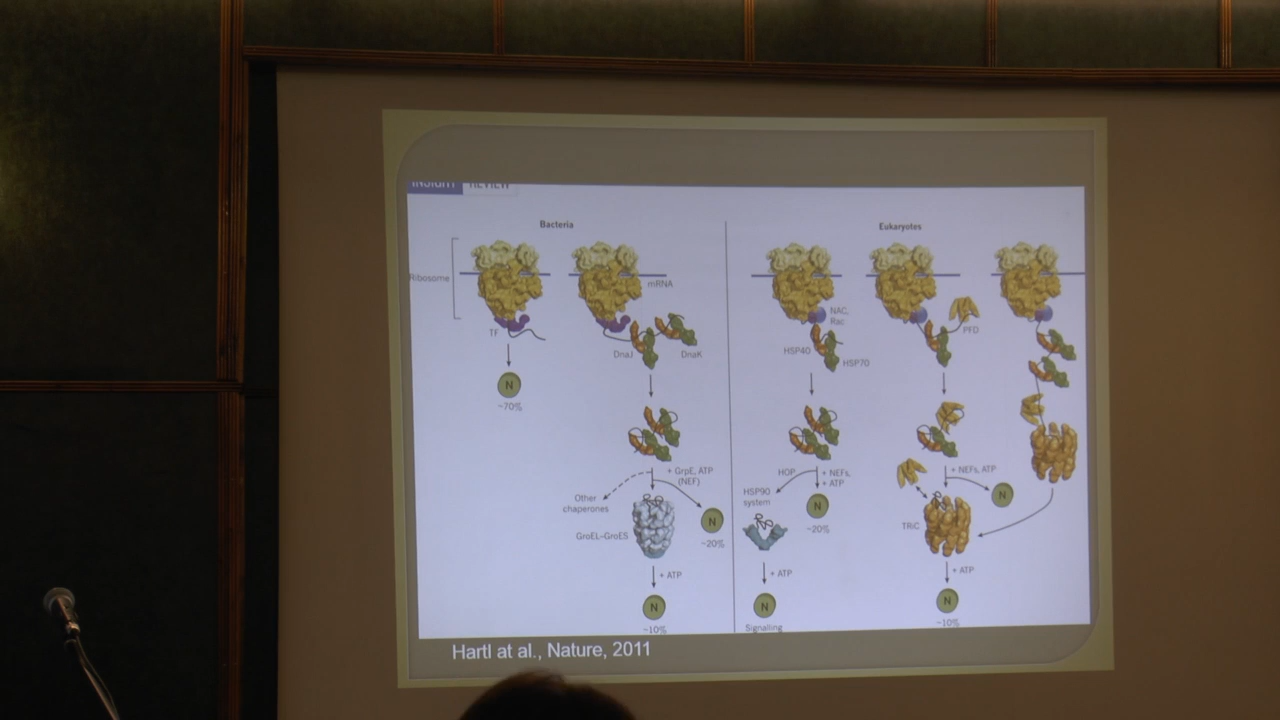 INSIGHT REVIEW
Bacteria
Eukaryotes
Ribosome
mRNA
TF
DnaJ
DnaK
N
~70%
+ GrpE, ATP
(NEF)
Other
chaperones
GroEL–GroES
N
~20%
+ ATP
N
~10%
NAC,
Rac
HSP40
HSP70
HOP
+ NEFs,
+ ATP
HSP90
system
N
~20%
+ ATP
N
Signalling
PFD
+ NEFs, ATP
N
TRiC
+ ATP
N
~10%
Hartl at al., Nature, 2011